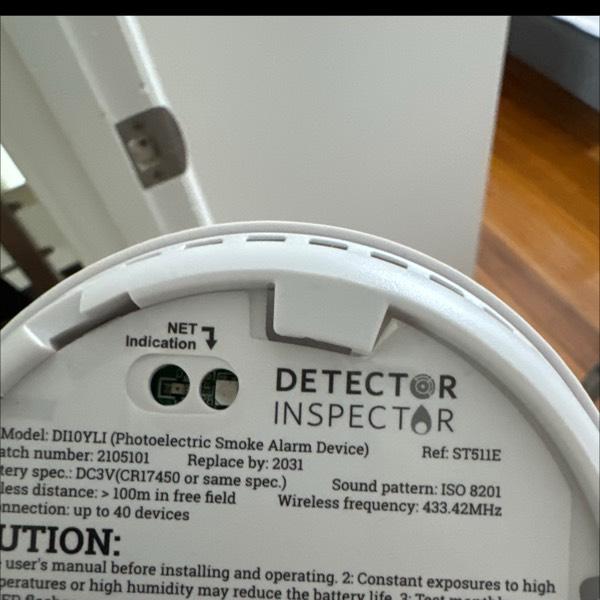 NET
Indication
DETECTOR
INSPECTOR
Model: DI10YLI (Photoelectric Smoke Alarm Device) Ref: ST511E
atch number: 2105101 Replace by: 2031
tery spec.: DC3V(CR17450 or same spec.) Sound pattern: ISO 8201
less distance: > 100m in free field Wireless frequency: 433.42MHz
nnection: up to 40 devices
UTION:
user's manual before installing and operating. 2: Constant exposures to high
peratures or high humidity may reduce the battery life. 3: Test